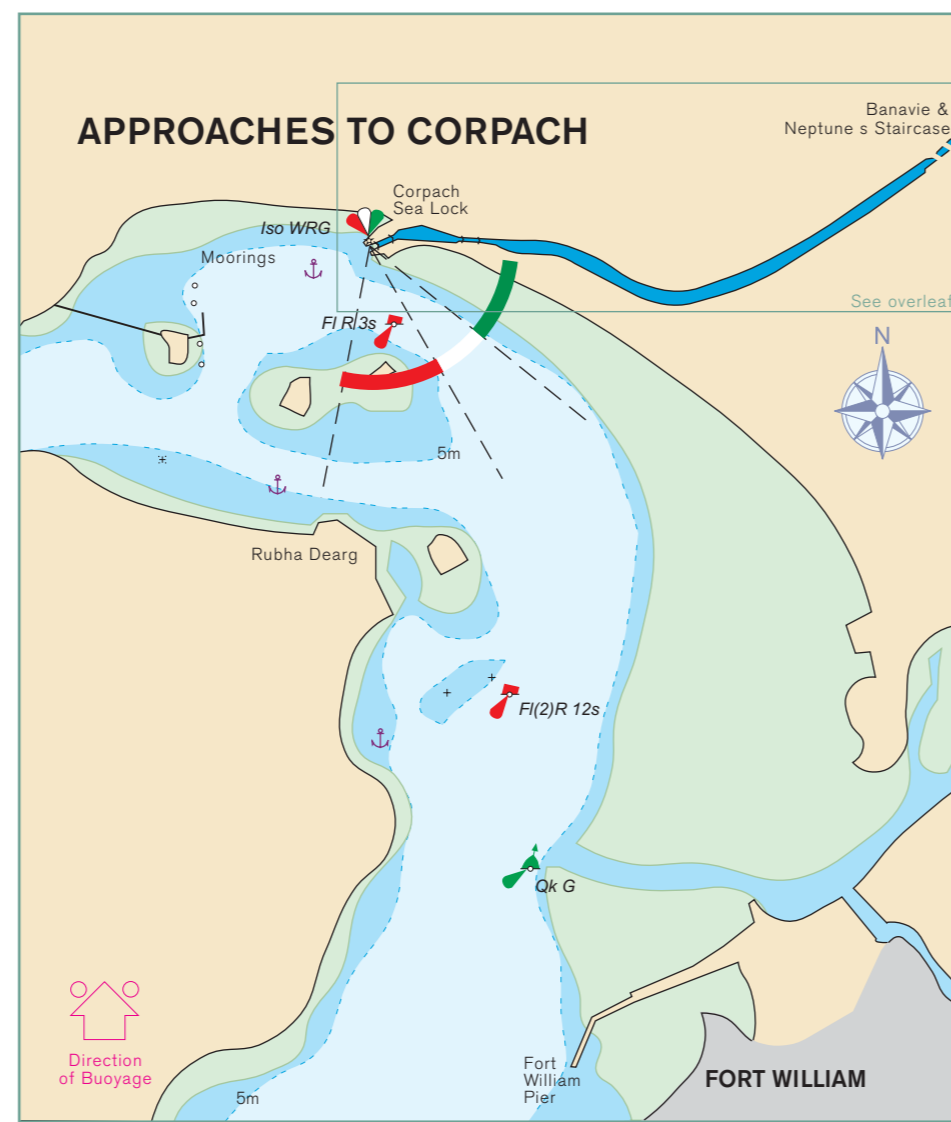 APPROACHES TO CORPACH
Banavie &
Neptune s Staircase
Corpach
Sea Lock
Iso WRG
Moorings
See overleaf
Fl R 3s
N
5m
Rubha Dearg
Fl(2)R 12s
Qk G
Direction
of Buoyage
Fort
William
Pier
FORT WILLIAM
5m